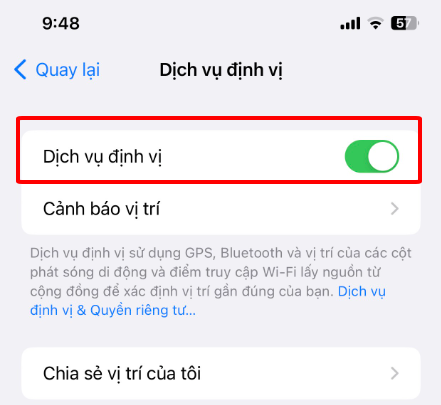 9:48
57
Quay lại
Dịch vụ định vị
Dịch vụ định vị
Cảnh báo vị trí
Dịch vụ định vị sử dụng GPS, Bluetooth và vị trí của các cột
phát sóng di động và điểm truy cập Wi-Fi lấy nguồn từ
cộng đồng để xác định vị trí gần đúng của bạn. Dịch vụ
định vị & Quyền riêng tư...
Chia sẻ vị trí của tôi